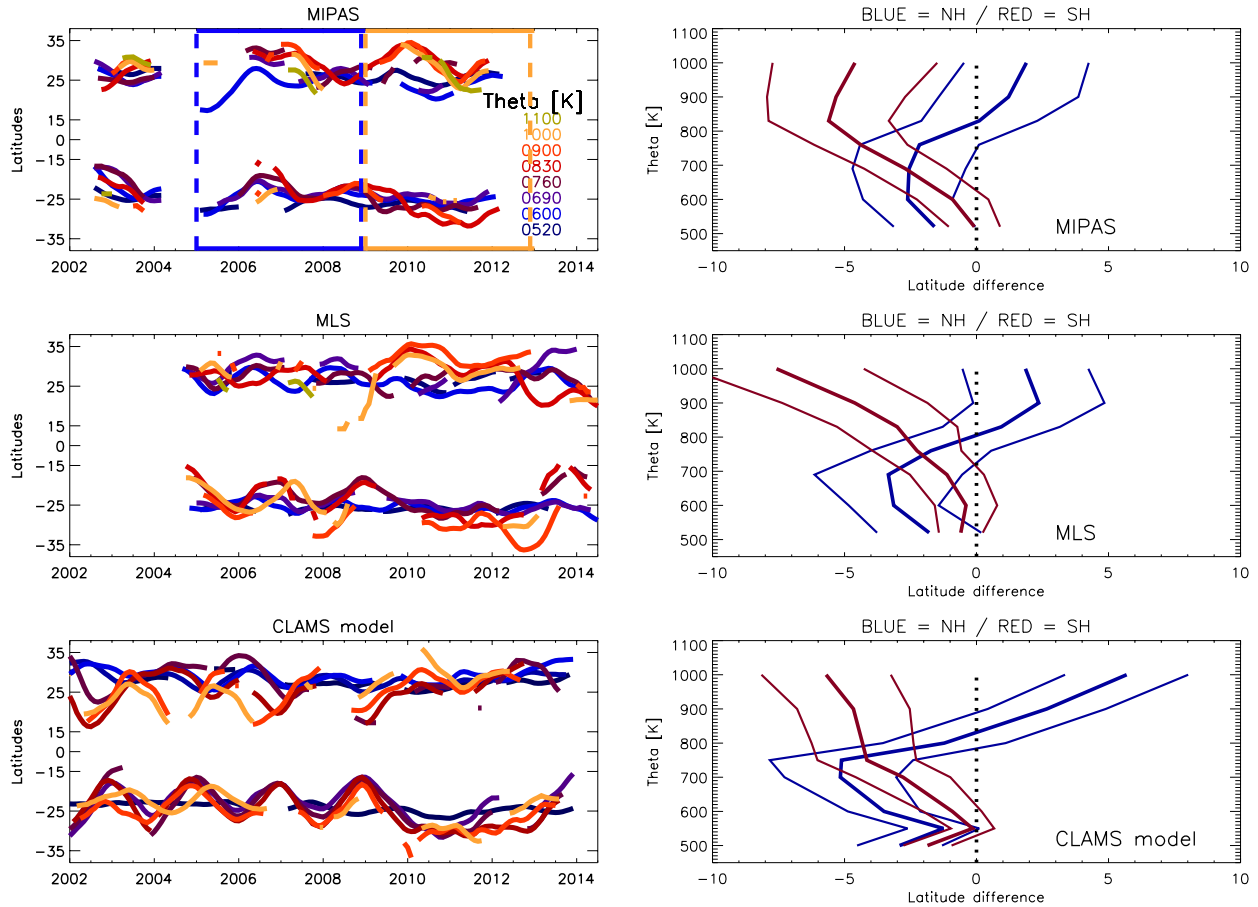 MIPAS
BLUE = NH / RED = SH
Latitudes
35
25
15
0
-15
-25
-35
Theta [K]
1100
1000
0900
0830
0760
0690
0600
0520
2002 2004 2006 2008 2010 2012 2014
Theta [K]
1100
1000
900
800
700
600
500
MIPAS
-10 -5 0 5 10
Latitude difference
MLS
BLUE = NH / RED = SH
Latitudes
35
25
15
0
-15
-25
-35
2002 2004 2006 2008 2010 2012 2014
Theta [K]
1100
1000
900
800
700
600
500
MLS
-10 -5 0 5 10
Latitude difference
CLAMS model
BLUE = NH / RED = SH
Latitudes
35
25
15
0
-15
-25
-35
2002 2004 2006 2008 2010 2012 2014
Theta [K]
1100
1000
900
800
700
600
500
CLAMS model
-10 -5 0 5 10
Latitude difference